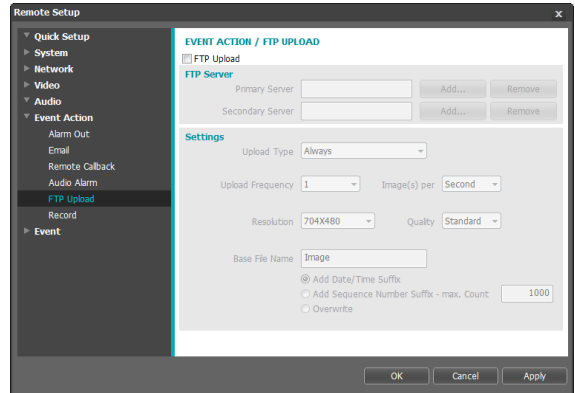 Remote Setup x
Quick Setup
System
Network
Video
Audio
Event Action
Alarm Out
Email
Remote Callback
Audio Alarm
FTP Upload
Record
Event
EVENT ACTION / FTP UPLOAD
FTP Upload
FTP Server
Primary Server Add... Remove
Secondary Server Add... Remove
Settings
Upload Type Always
Upload Frequency 1 Image(s) per Second
Resolution 704X480 Quality Standard
Base File Name Image
Add Date/Time Suffix
Add Sequence Number Suffix - max. Count 1000
Overwrite
OK Cancel Apply